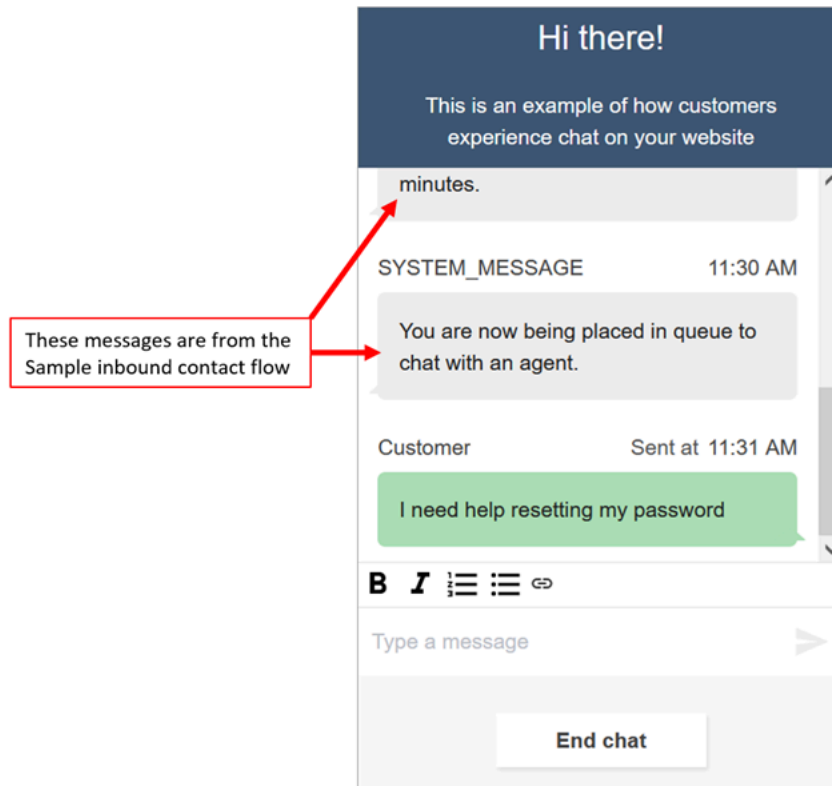 Hi there!
This is an example of how customers
experience chat on your website
minutes.
SYSTEM_MESSAGE 11:30 AM
You are now being placed in queue to
chat with an agent.
These messages are from the
Sample inbound contact flow
Customer Sent at 11:31 AM
I need help resetting my password
B I
Type a message
End chat